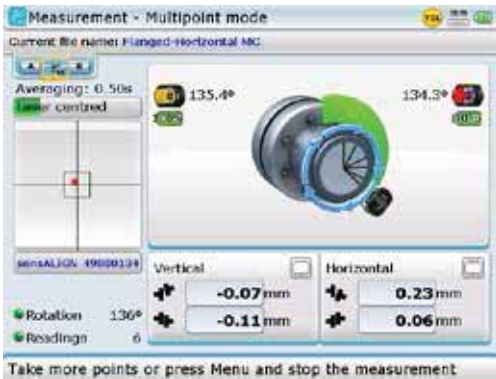 Measurement - Multipoint mode
Current file name: Flanged-Horizontal MC
Averaging: 0.50s
Laser centred
135.4°
134.3°
sensALIGN 49000134
Vertical
-0.07 mm
-0.11 mm
Horizontal
0.23 mm
0.06 mm
Rotation 136°
Readings 6
Take more points or press Menu and stop the measurement